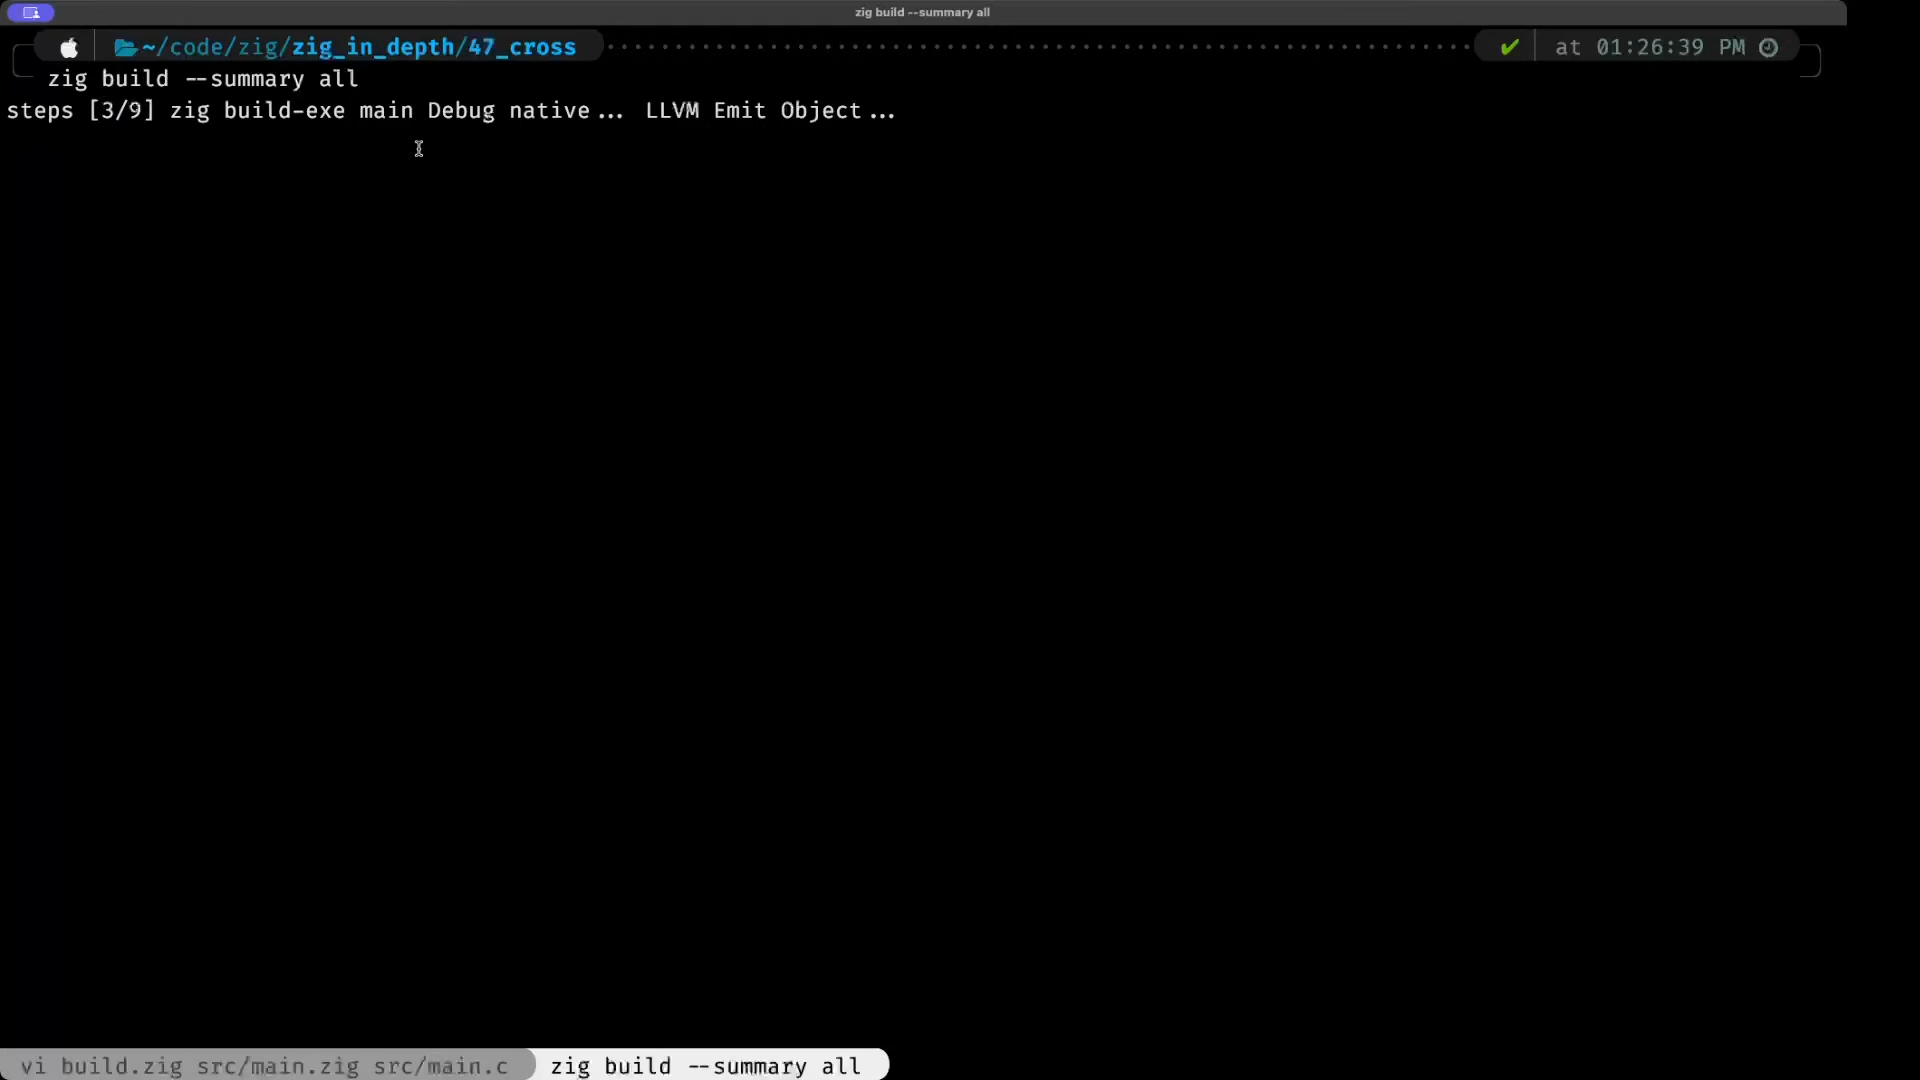 zig build --summary all
~/code/zig/zig_in_depth/47_cross ✔ at 01:26:39 PM
zig build --summary all
steps [3/9] zig build-exe main Debug native... LLVM Emit Object...
vi build.zig src/main.zig src/main.c zig build --summary all